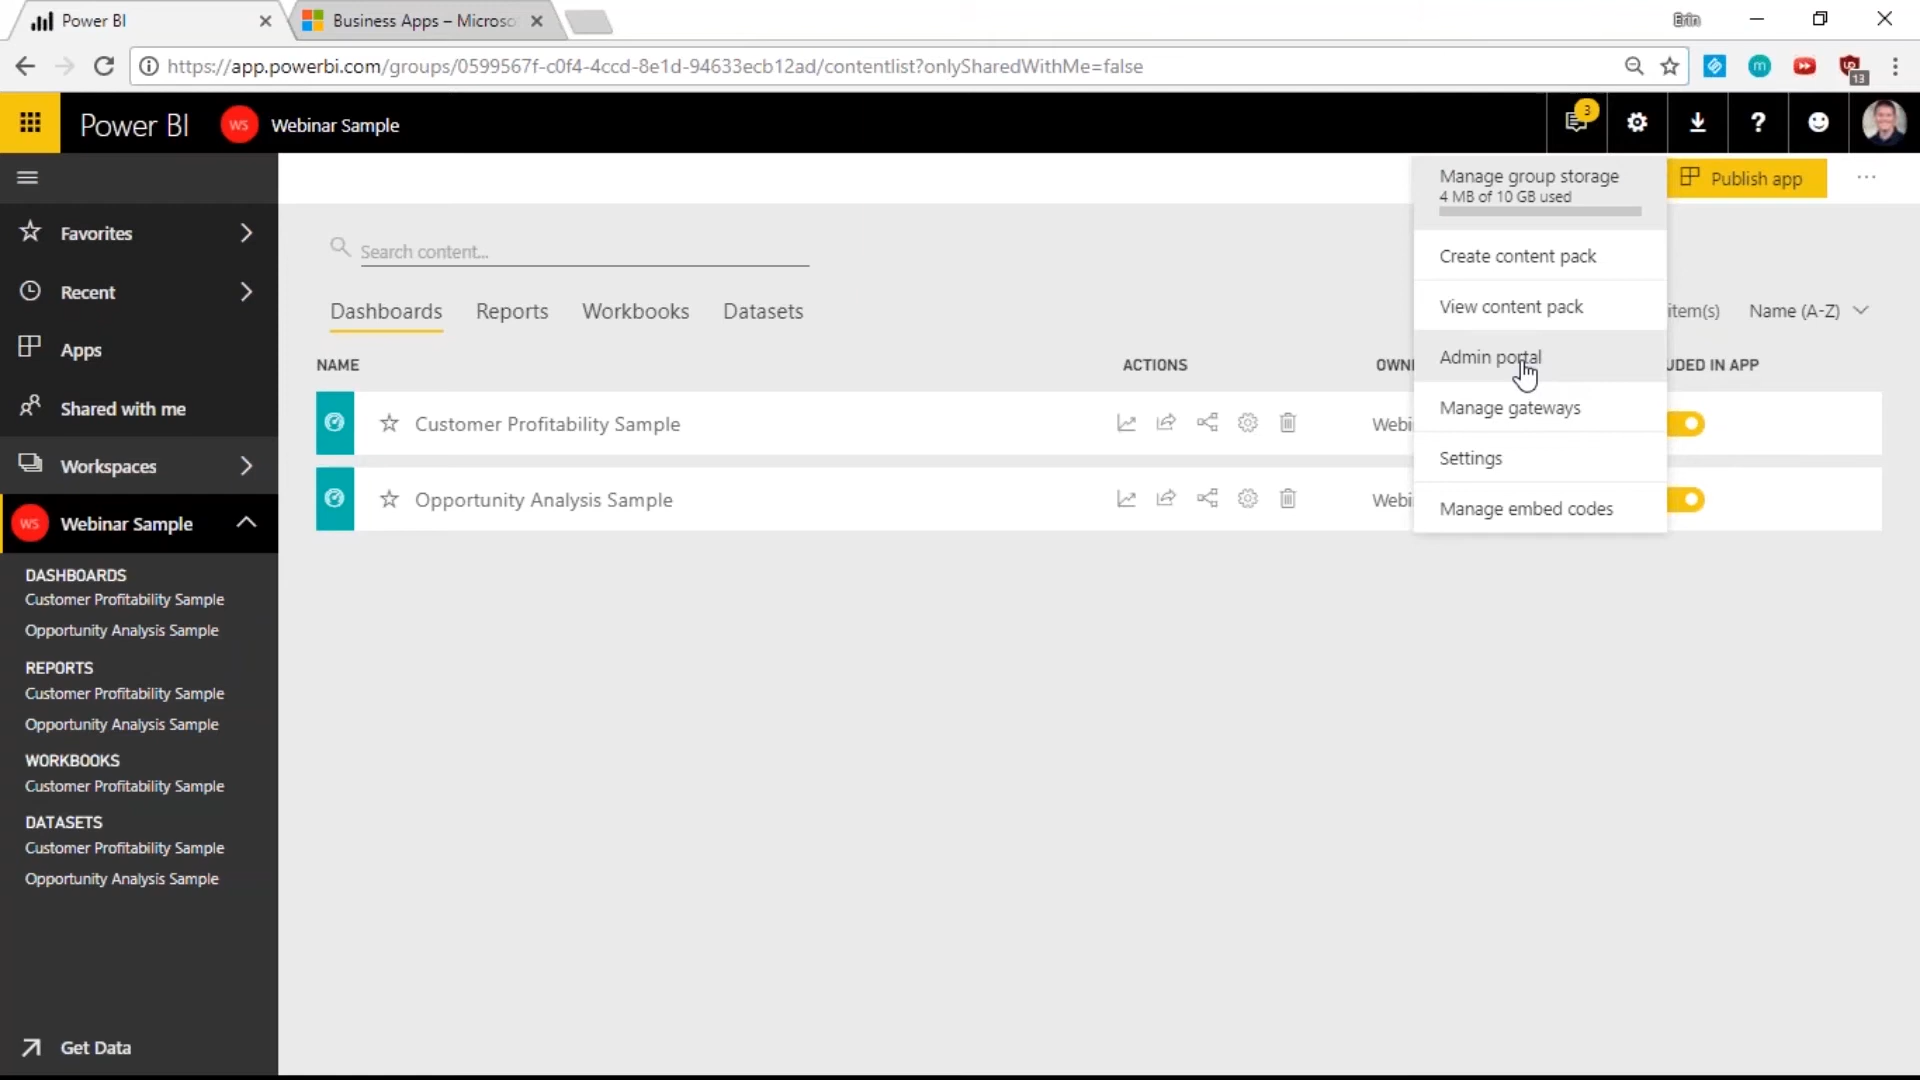 Power BI
Business Apps – Microso
Erin
https://app.powerbi.com/groups/0599567f-c0f4-4ccd-8e1d-94633ecb12ad/contentlist?onlySharedWithMe=false
m
13
Power BI
WS
Webinar Sample
3
?
Manage group storage
4 MB of 10 GB used
Publish app
Favorites
Search content...
Create content pack
Recent
Dashboards
Reports
Workbooks
Datasets
View content pack
item(s)
Name (A-Z)
Apps
NAME
ACTIONS
OWN
Admin portal
UDED IN APP
Shared with me
Customer Profitability Sample
Webi
Manage gateways
Workspaces
Settings
Opportunity Analysis Sample
Webi
Manage embed codes
WS
Webinar Sample
DASHBOARDS
Customer Profitability Sample
Opportunity Analysis Sample
REPORTS
Customer Profitability Sample
Opportunity Analysis Sample
WORKBOOKS
Customer Profitability Sample
DATASETS
Customer Profitability Sample
Opportunity Analysis Sample
Get Data